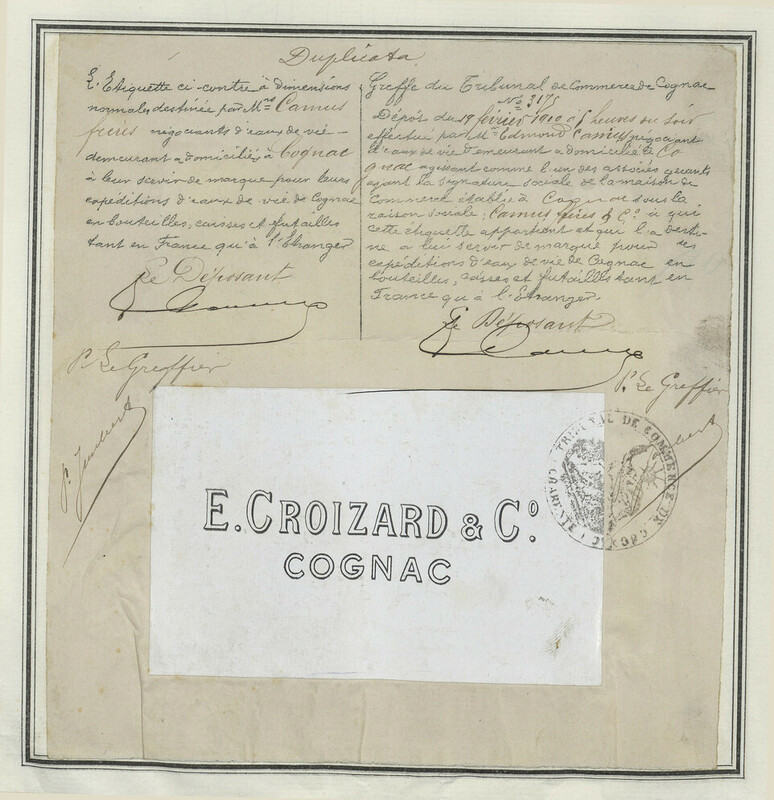 Duplicata
L'Etiquette ci-contre à dimensions
normales destinée par Mrs Camus
frères négociants d'eaux de vie
demeurant & domiciliés à Cognac
à leur servir de marque pour leurs
expéditions d'eaux de vie de Cognac
en bouteilles, caisses et futailles
tant en France qu'à l'Etranger
Le Déposant
Pr Le Greffier
Greffe du Tribunal de Commerce de Cognac
No 3175
Dépôt du 19 février 1910 à 5 heures du soir
effectué par Mr Edmond Camus négociant
d'eaux de vie demeurant & domicilié à Co
gnac agissant comme l'un des associés gérants
ayant la signature sociale de la maison de
Commerce établie à Cognac sous la
raison sociale: Camus frères & Co à qui
cette étiquette appartient et qui l'a desti-
née à lui servir de marque pour ses
expéditions d'eaux de vie de Cognac en
bouteilles, caisses et futailles tant en
France qu'à l'Etranger.
Le Déposant
Pr Le Greffier
TRIBUNAL DE COMMERCE DE COGNAC (CHARENTE)
E. CROIZARD & Co.
COGNAC